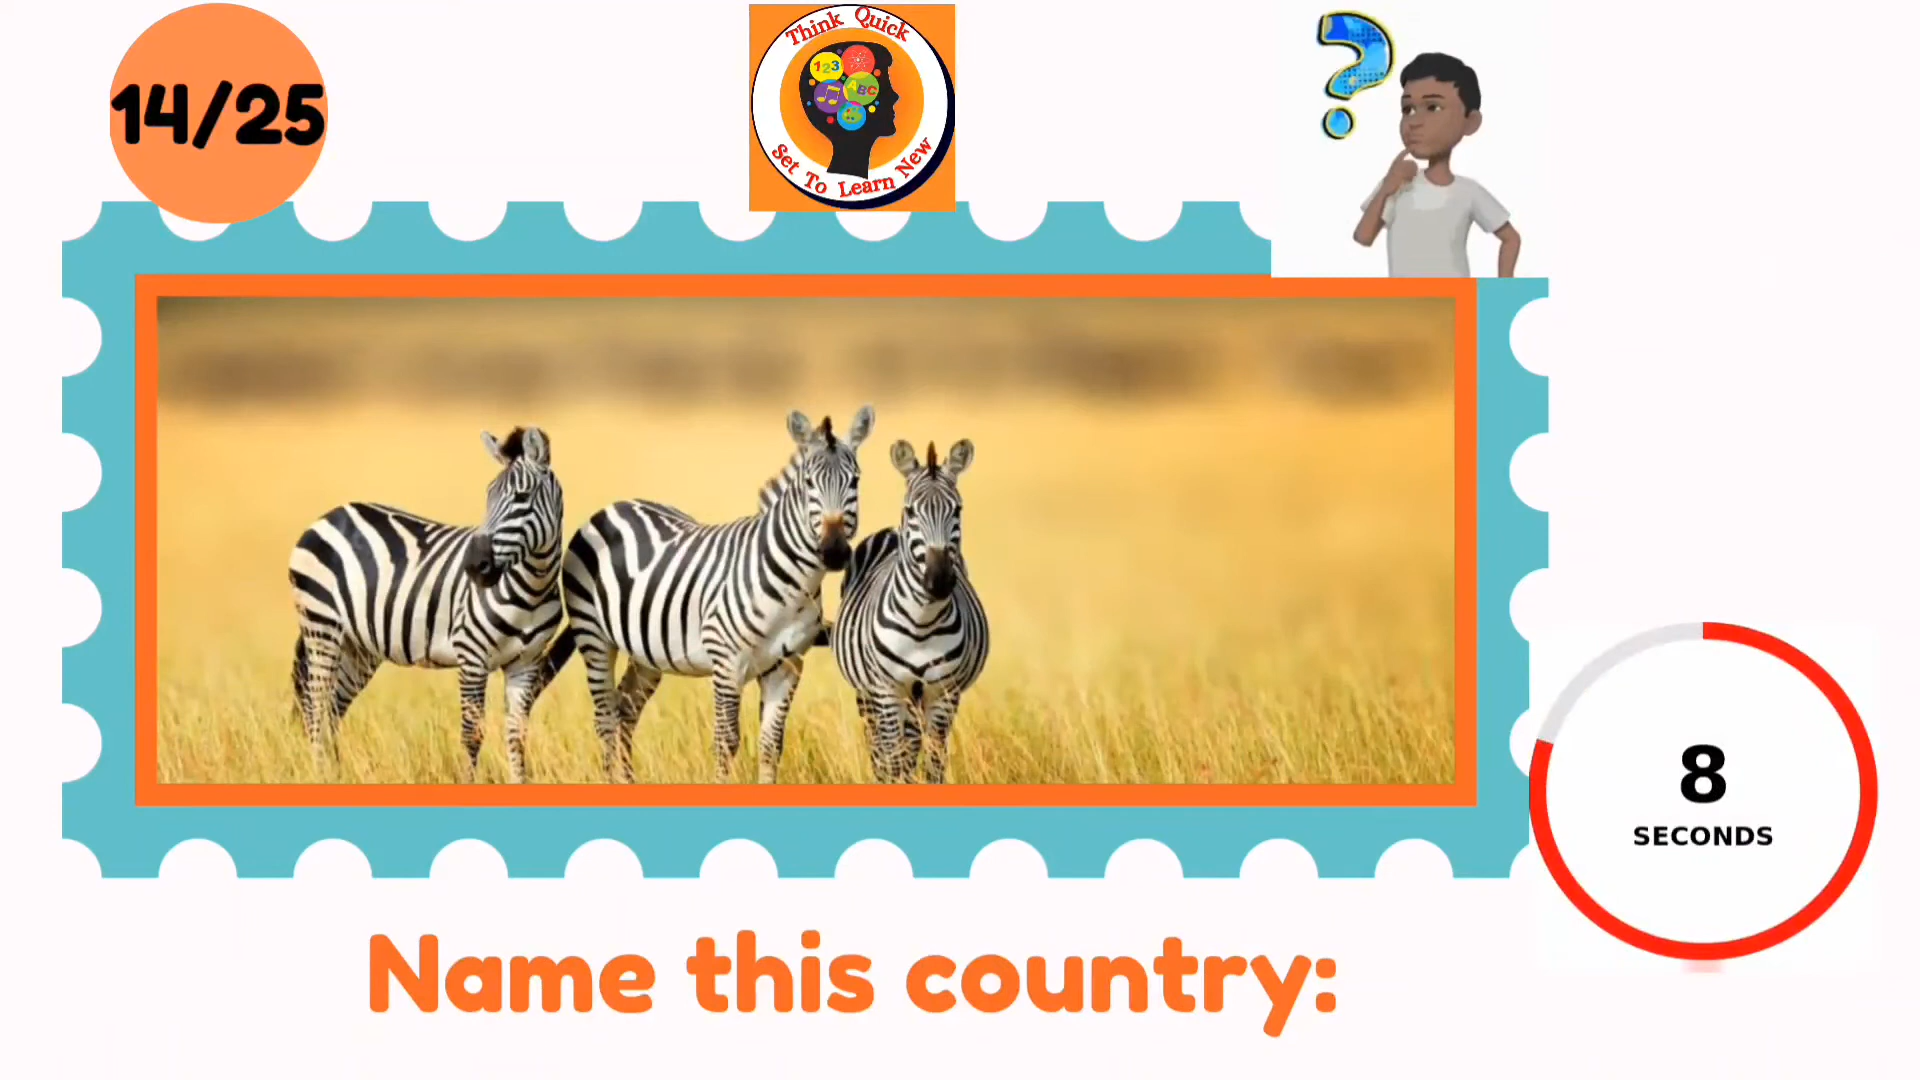 14/25
Think Quick
123
ABC
Set To Learn New
?
8
SECONDS
Name this country: